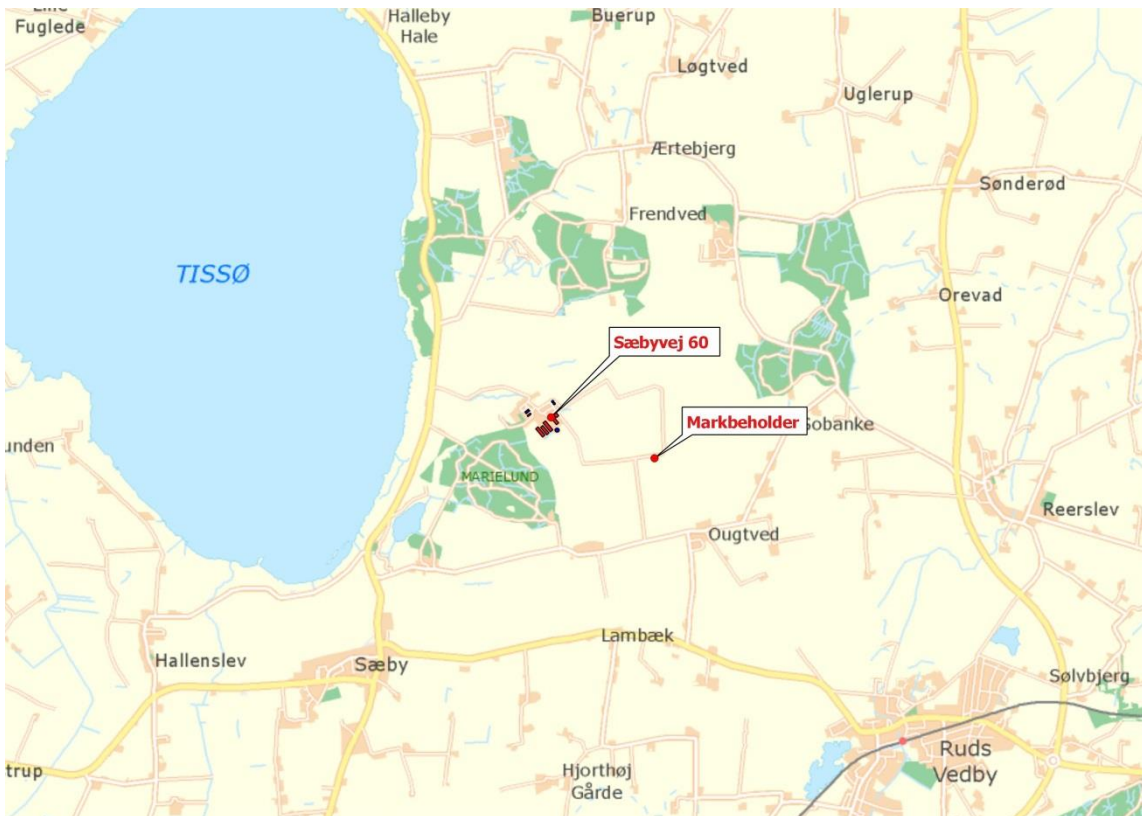 Lille
Fuglede
Halleby
Hale
Buerup
Løgtved
Uglerup
Ærtebjerg
Sønderød
Frendved
TISSØ
Orevad
Sæbyvej 60
Markbeholder
Sobanke
unden
MARIELUND
Reerslev
Ougtved
Lambæk
Hallenslev
Sæby
Sølvbjerg
Ruds
Vedby
trup
Hjorthøj
Gårde